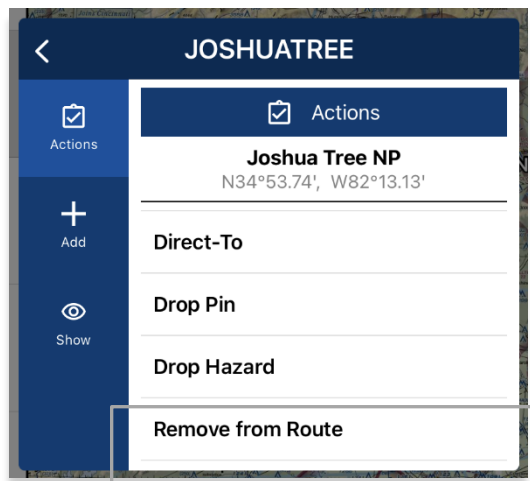 JOSHUATREE
Actions
Actions
Joshua Tree NP
N34°53.74', W82°13.13'
Add
Direct-To
Drop Pin
Show
Drop Hazard
Remove from Route